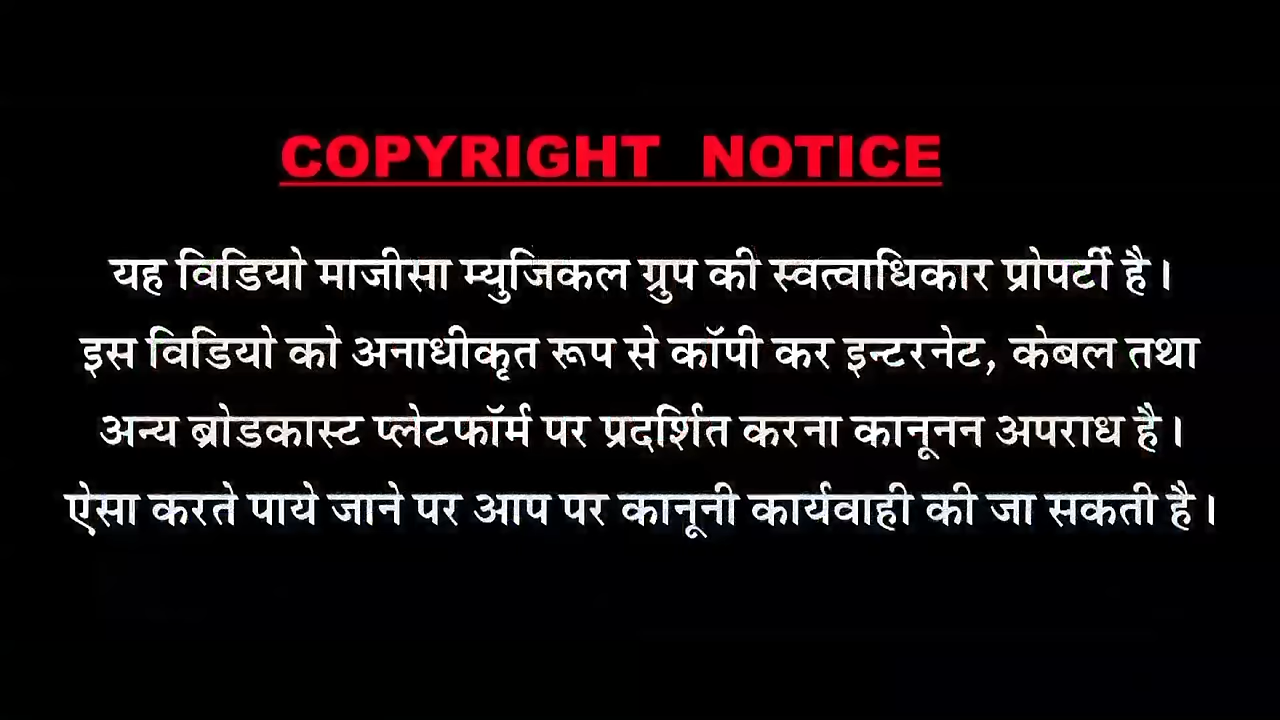 COPYRIGHT NOTICE
यह विडियो माजीसा म्युजिकल ग्रुप की स्वत्वाधिकार प्रोपर्टी है।
इस विडियो को अनाधीकृत रूप से कॉपी कर इन्टरनेट, केबल तथा
अन्य ब्रोडकास्ट प्लेटफॉर्म पर प्रदर्शित करना कानूनन अपराध है।
ऐसा करते पाये जाने पर आप पर कानूनी कार्यवाही की जा सकती है।